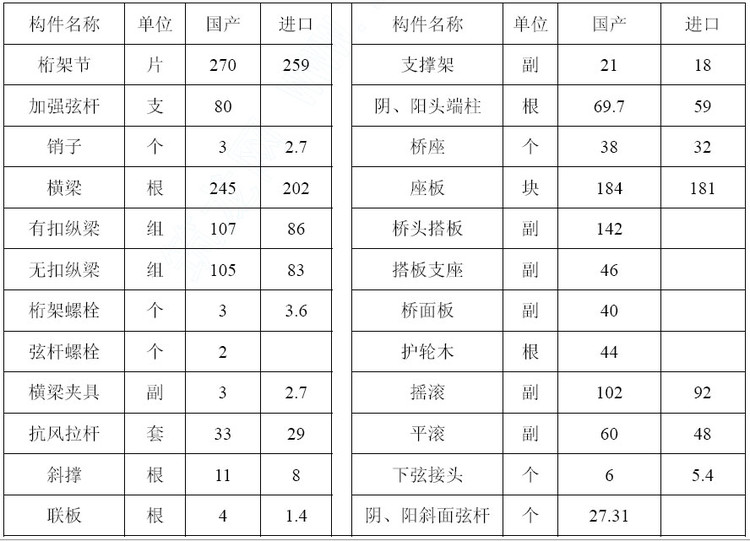 构件名称 单位 国产 进口 构件名称 单位 国产 进口
桁架节 片 270 259 支撑架 副 21 18
加强弦杆 支 80 阴、阳头端柱 根 69.7 59
销子 个 3 2.7 桥座 个 38 32
横梁 根 245 202 座板 块 184 181
有扣纵梁 组 107 86 桥头搭板 副 142
无扣纵梁 组 105 83 搭板支座 副 46
桁架螺栓 个 3 3.6 桥面板 副 40
弦杆螺栓 个 2 护轮木 根 44
横梁夹具 副 3 2.7 摇滚 副 102 92
抗风拉杆 套 33 29 平滚 副 60 48
斜撑 根 11 8 下弦接头 个 6 5.4
联板 根 4 1.4 阴、阳斜面弦杆 个 27.31